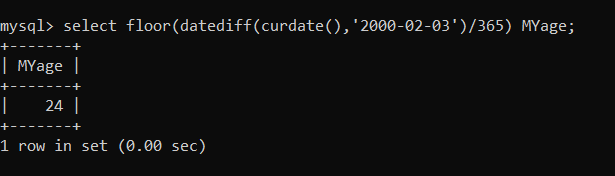 mysql> select floor(datediff(curdate(),'2000-02-03')/365) MYage;
+-------+
| MYage |
+-------+
|    24 |
+-------+
1 row in set (0.00 sec)